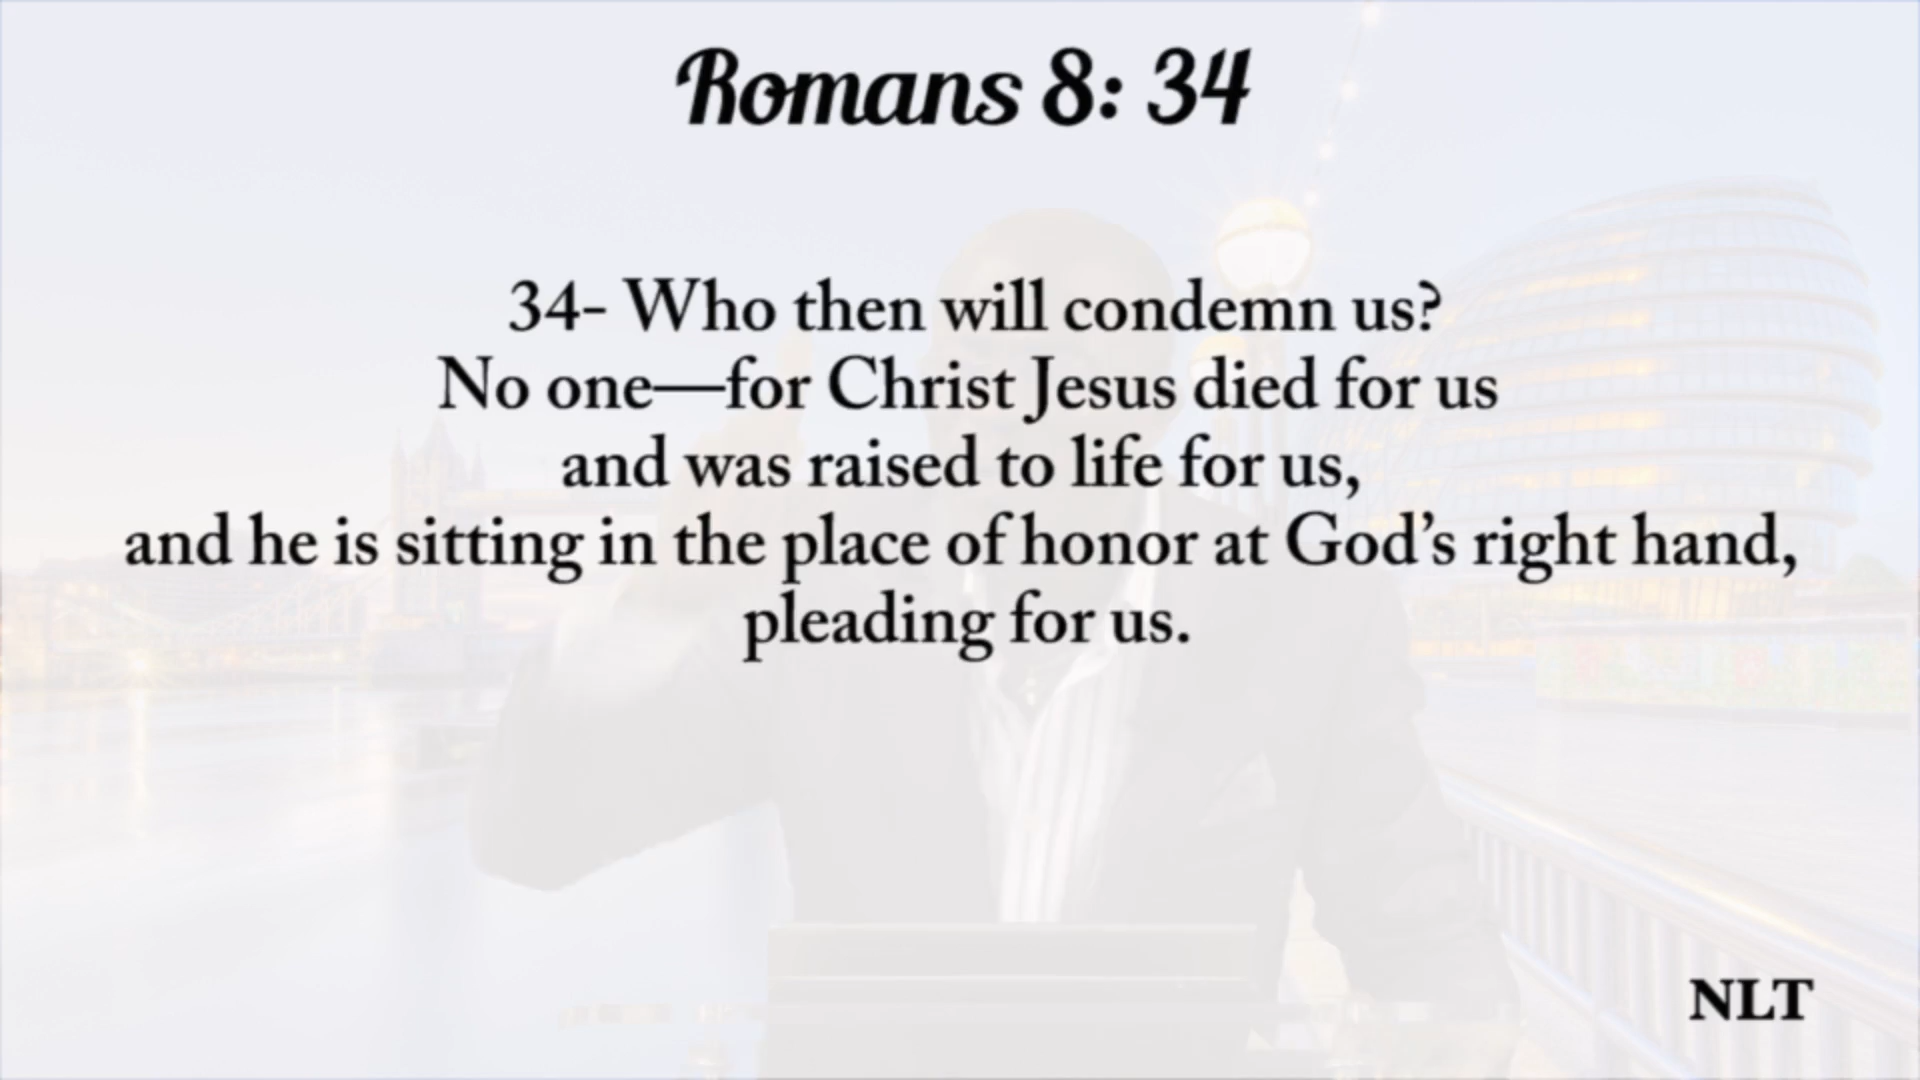 Romans 8: 34
34- Who then will condemn us?
No one—for Christ Jesus died for us
and was raised to life for us,
and he is sitting in the place of honor at God’s right hand,
pleading for us.
NLT